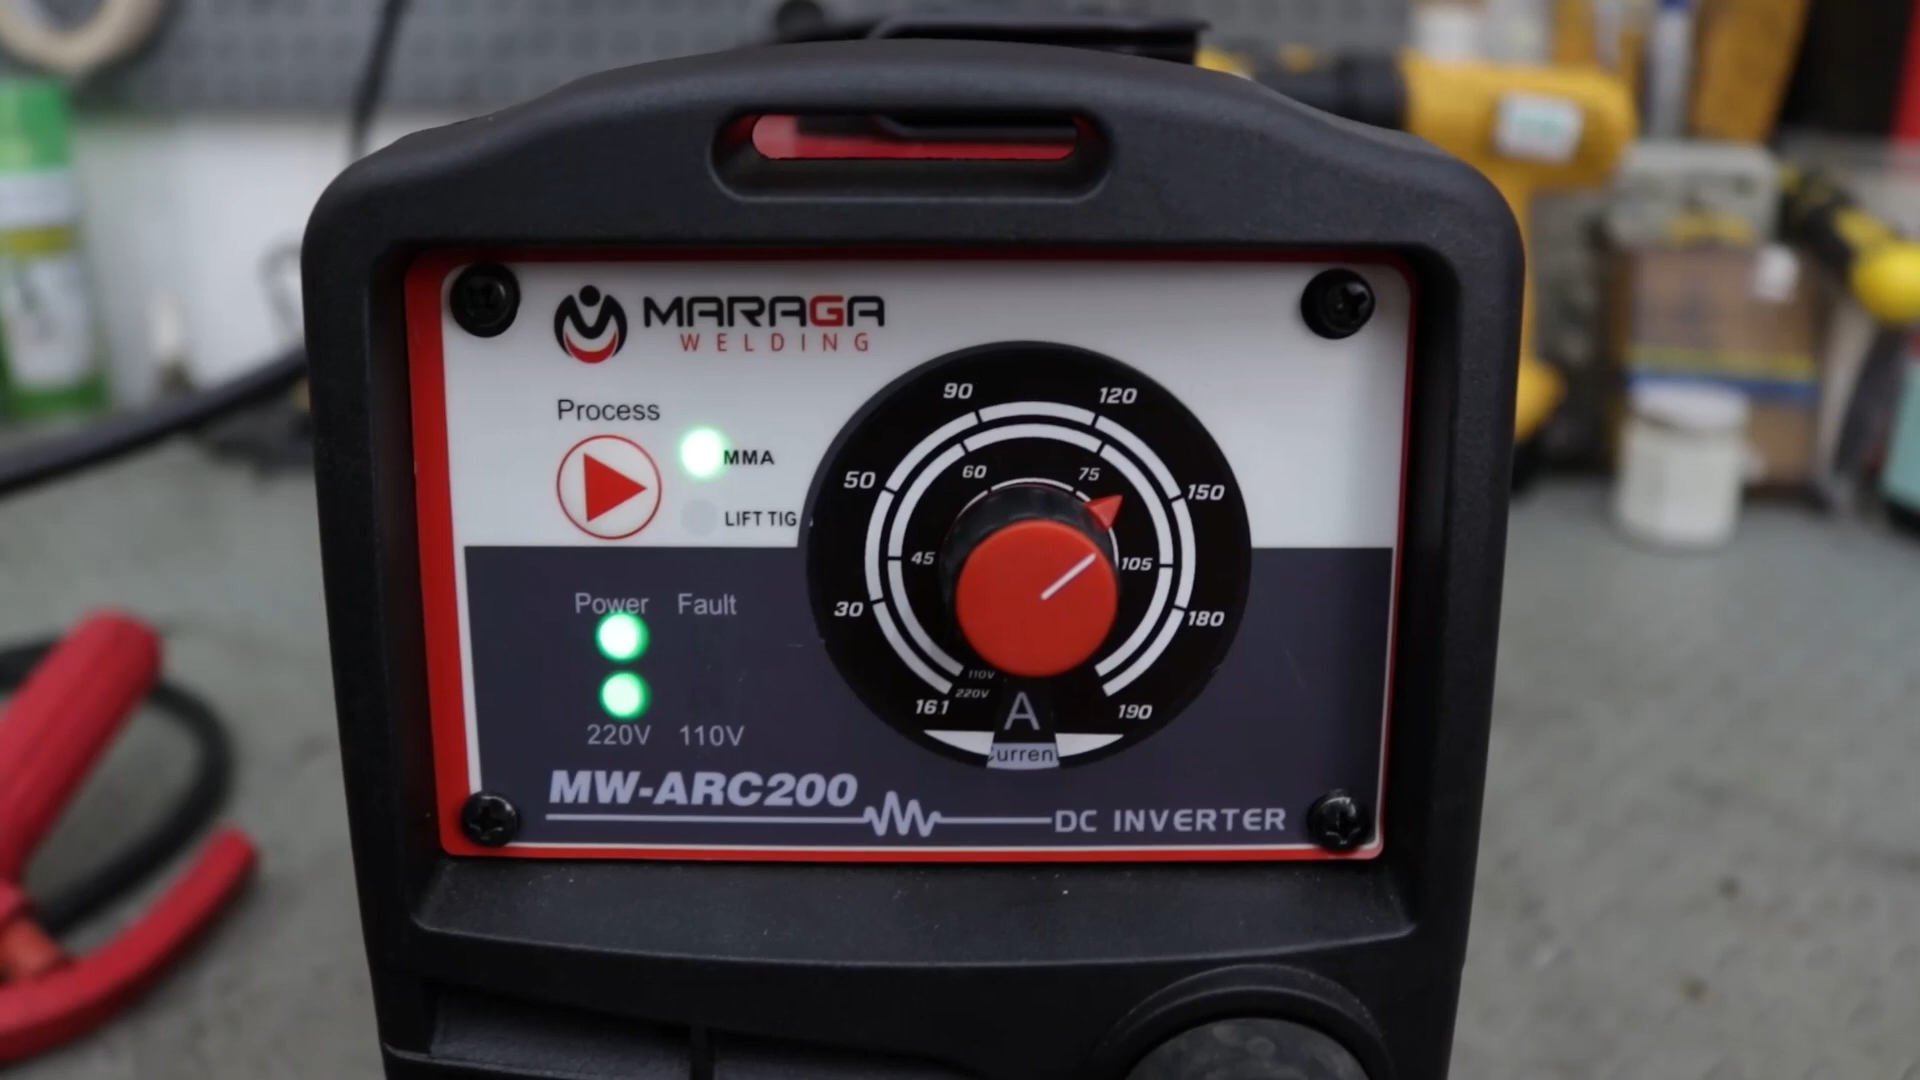 MARAGA
WELDING
Process
MMA
LIFT TIG
Power Fault
220V 110V
30
50
90
120
150
180
190
161
45
60
75
105
110V
220V
A
urren
MW-ARC200
DC INVERTER